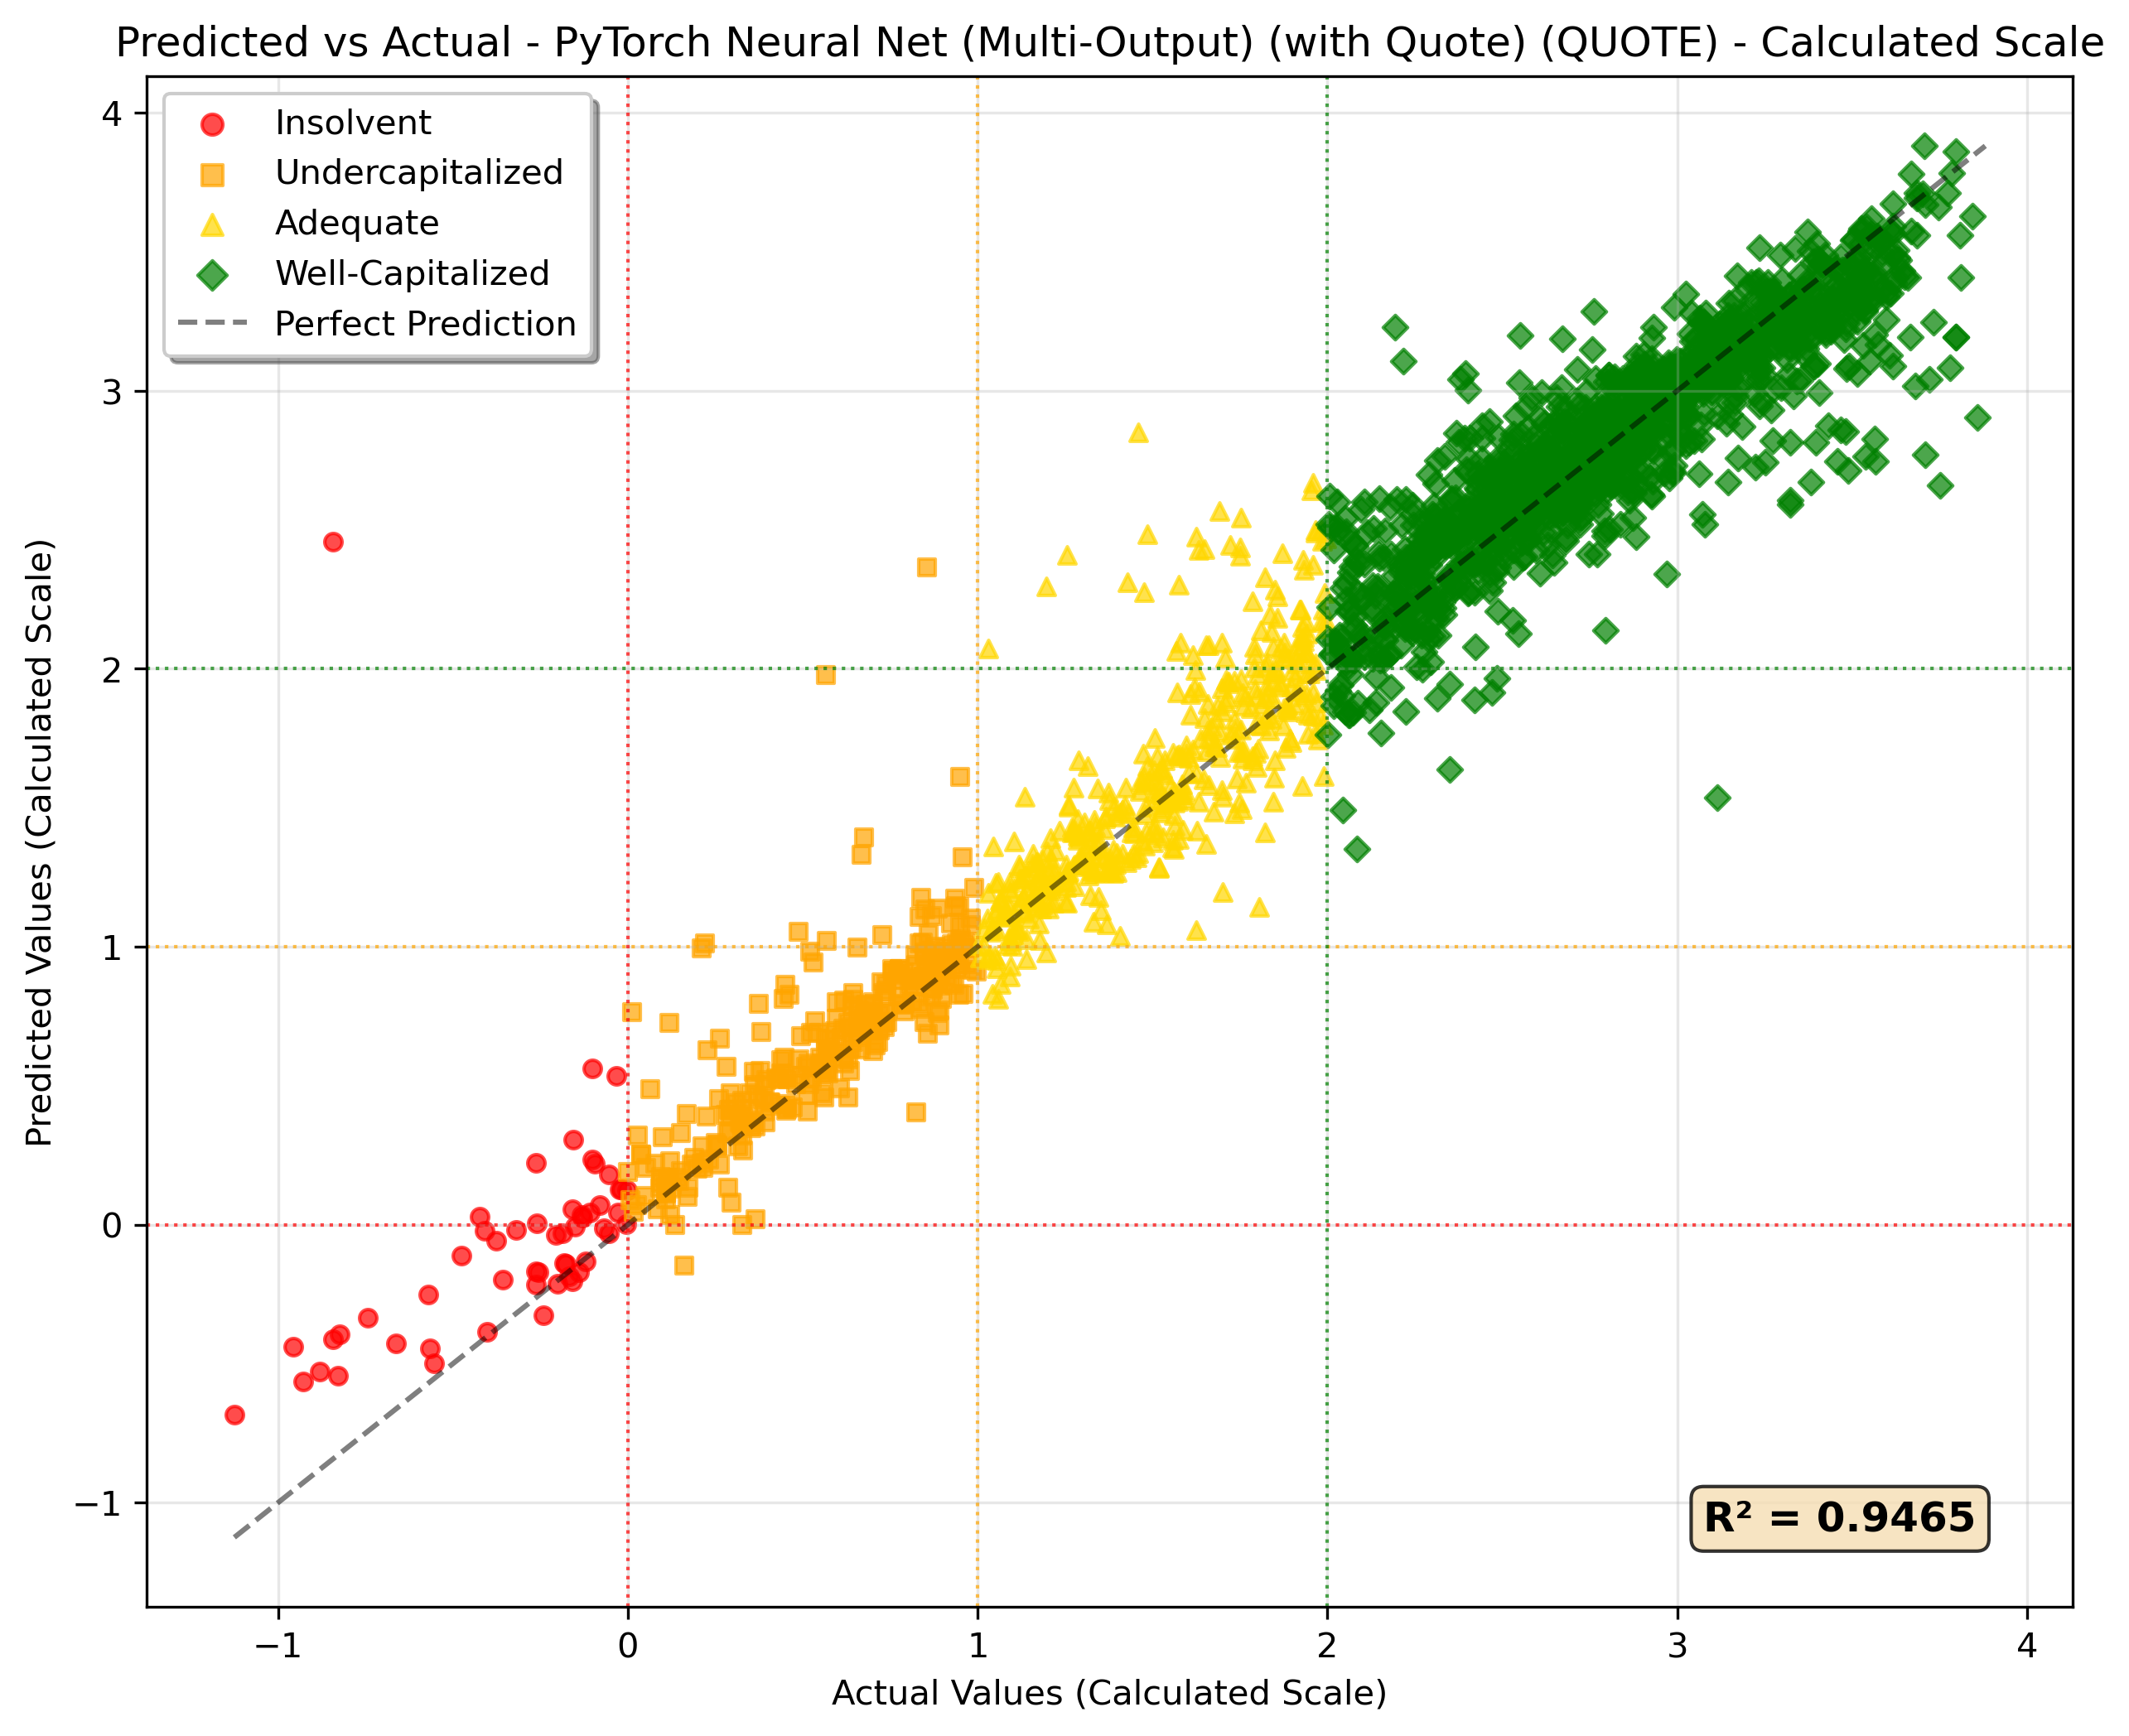 Predicted vs Actual - PyTorch Neural Net (Multi-Output) (with Quote) (QUOTE) - Calculated Scale
Insolvent
Undercapitalized
Adequate
Well-Capitalized
Perfect Prediction
4
3
2
1
0
−1
Predicted Values (Calculated Scale)
R² = 0.9465
−1
0
1
2
3
4
Actual Values (Calculated Scale)